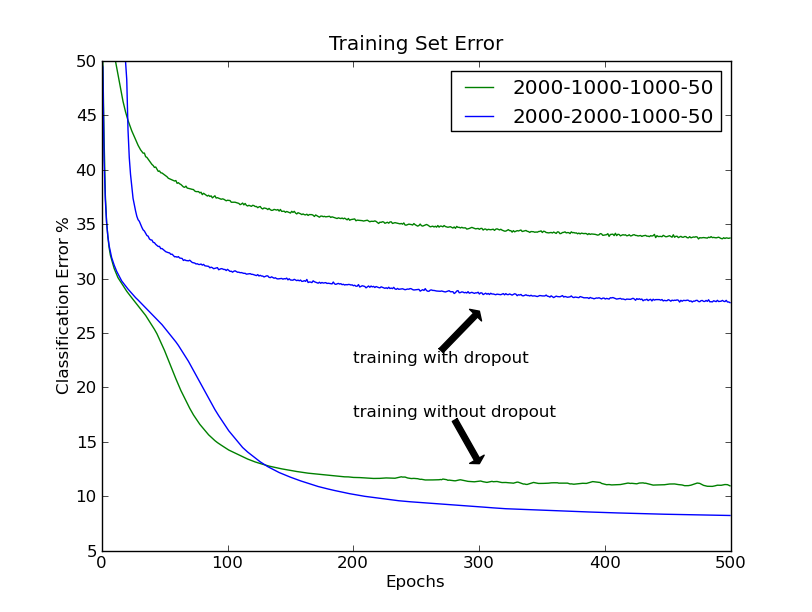 Training Set Error
50
45
40
35
30
25
20
15
10
5
Classification Error %
2000-1000-1000-50
2000-2000-1000-50
training with dropout
training without dropout
0 100 200 300 400 500
Epochs